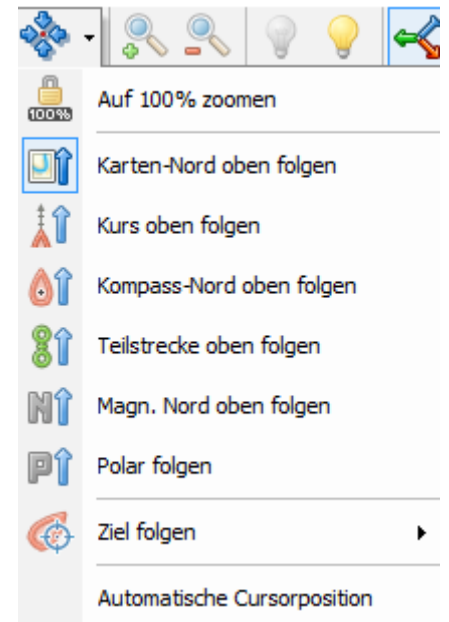 100%
Auf 100% zoomen
Karten-Nord oben folgen
Kurs oben folgen
Kompass-Nord oben folgen
Teilstrecke oben folgen
N
Magn. Nord oben folgen
P
Polar folgen
Ziel folgen
Automatische Cursorposition